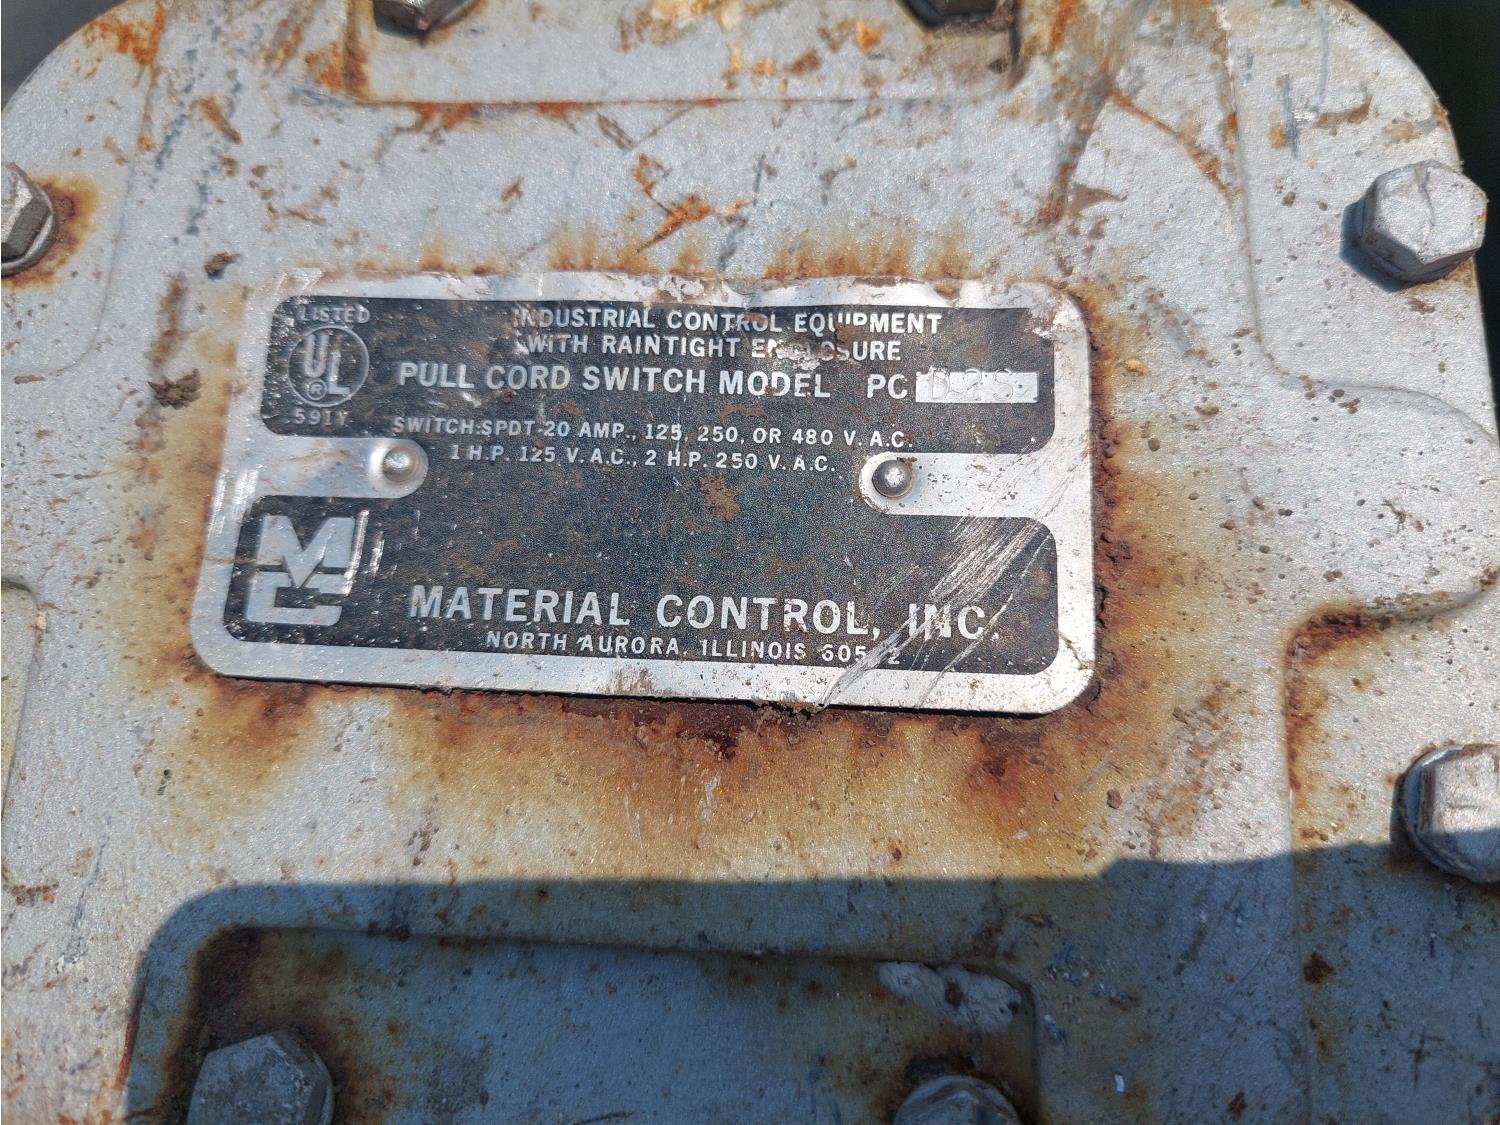 LISTED
UL
®
591Y
INDUSTRIAL CONTROL EQUIPMENT
WITH RAINTIGHT ENCLOSURE
PULL CORD SWITCH MODEL PC
SWITCH:SPDT-20 AMP., 125, 250, OR 480 V. A.C.
1 H.P. 125 V.A.C., 2 H.P. 250 V.A.C.
MC
MATERIAL CONTROL, INC.
NORTH AURORA, ILLINOIS